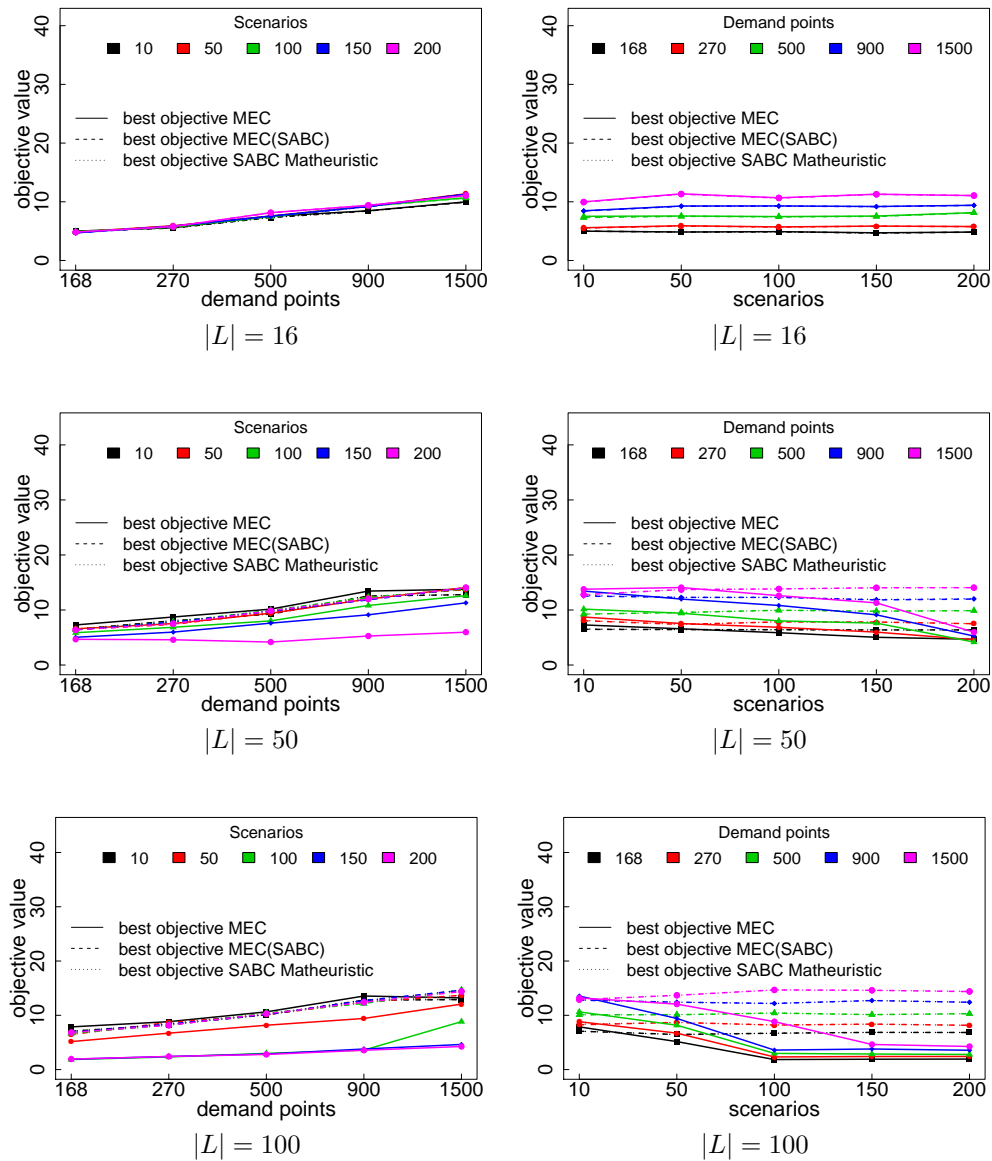 Scenarios
10 50 100 150 200
best objective MEC
best objective MEC(SABC)
best objective SABC Matheuristic
objective value
0 10 20 30 40
168 270 500 900 1500
demand points
|L| = 16
Demand points
168 270 500 900 1500
best objective MEC
best objective MEC(SABC)
best objective SABC Matheuristic
objective value
0 10 20 30 40
10 50 100 150 200
scenarios
|L| = 16
Scenarios
10 50 100 150 200
best objective MEC
best objective MEC(SABC)
best objective SABC Matheuristic
objective value
0 10 20 30 40
168 270 500 900 1500
demand points
|L| = 50
Demand points
168 270 500 900 1500
best objective MEC
best objective MEC(SABC)
best objective SABC Matheuristic
objective value
0 10 20 30 40
10 50 100 150 200
scenarios
|L| = 50
Scenarios
10 50 100 150 200
best objective MEC
best objective MEC(SABC)
best objective SABC Matheuristic
objective value
0 10 20 30 40
168 270 500 900 1500
demand points
|L| = 100
Demand points
168 270 500 900 1500
best objective MEC
best objective MEC(SABC)
best objective SABC Matheuristic
objective value
0 10 20 30 40
10 50 100 150 200
scenarios
|L| = 100